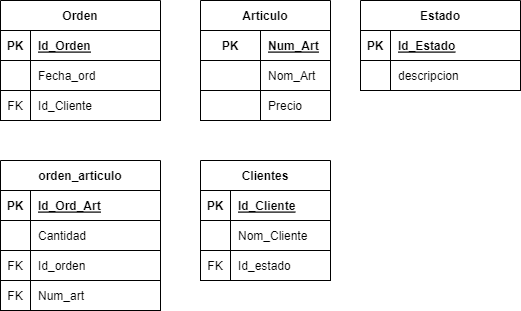 Orden
PK Id_Orden
Fecha_ord
FK Id_Cliente
Articulo
PK Num_Art
Nom_Art
Precio
Estado
PK Id_Estado
descripcion
orden_articulo
PK Id_Ord_Art
Cantidad
FK Id_orden
FK Num_art
Clientes
PK Id_Cliente
Nom_Cliente
FK Id_estado